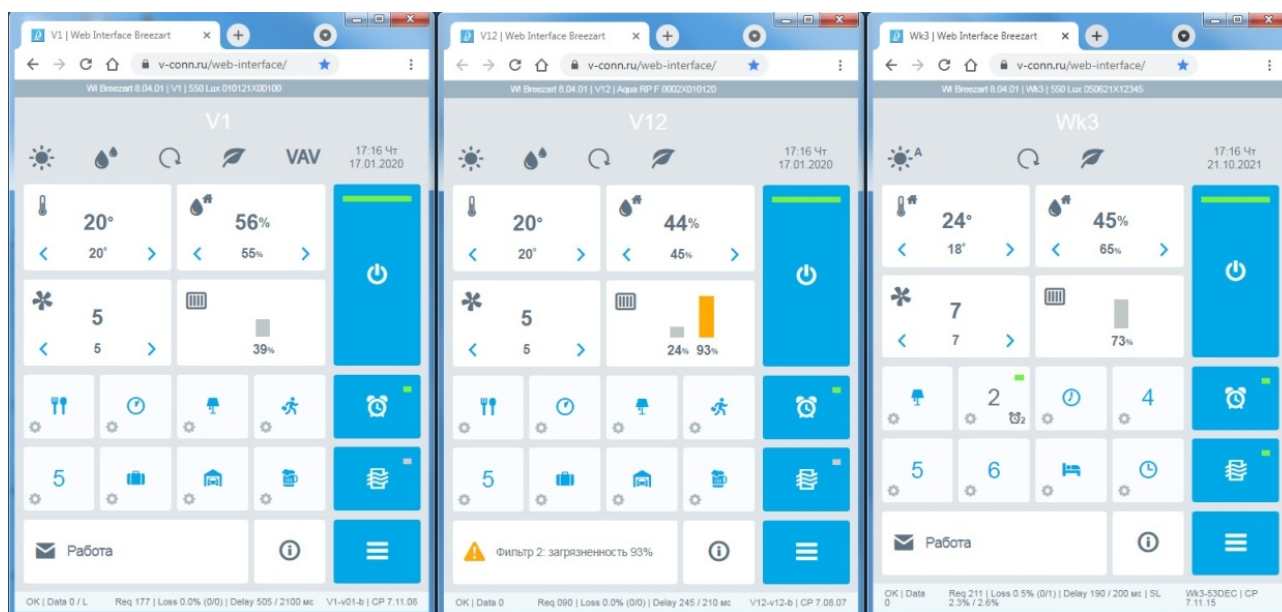 V1 | Web Interface Breezart
v-conn.ru/web-interface/
WI Breezart 8.04.01 | V1 | 550 Lux 010121X00100
V1
VAV
17:16 Чт
17.01.2020
20°
56%
20°
55%
5
5
39%
5
Работа
OK | Data 0 / L
Req 177 | Loss 0.0% (0/0) | Delay 505 / 2100 мс
V1-v01-b | CP 7.11.08
V12 | Web Interface Breezart
v-conn.ru/web-interface/
WI Breezart 8.04.01 | V12 | Aqua RP F 0002X010120
V12
17:16 Чт
17.01.2020
20°
44%
20°
45%
5
5
24% 93%
5
Фильтр 2: загрязненность 93%
OK | Data 0
Req 090 | Loss 0.0% (0/0) | Delay 245 / 210 мс
V12-v12-b | CP 7.08.07
Wk3 | Web Interface Breezart
v-conn.ru/web-interface/
WI Breezart 8.04.01 | Wk3 | 550 Lux 050621X12345
Wk3
A
17:16 Чт
21.10.2021
24°
45%
18°
65%
7
7
73%
2
2
4
5
6
Работа
OK | Data
0
Req 211 | Loss 0.5% (0/1) | Delay 190 / 200 мс | SL
2.3% / 2.6%
Wk3-53DEC | CP
7.11.15